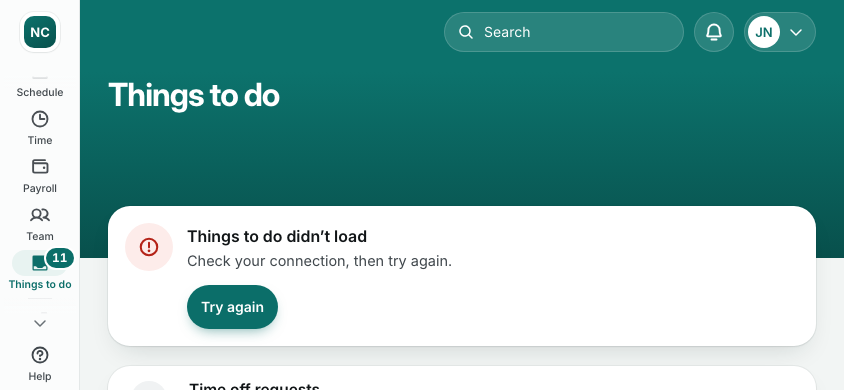 NC
Search
JN
Things to do
Schedule
Time
Payroll
Team
11
Things to do
Help
Things to do didn’t load
Check your connection, then try again.
Try again
Time off requests